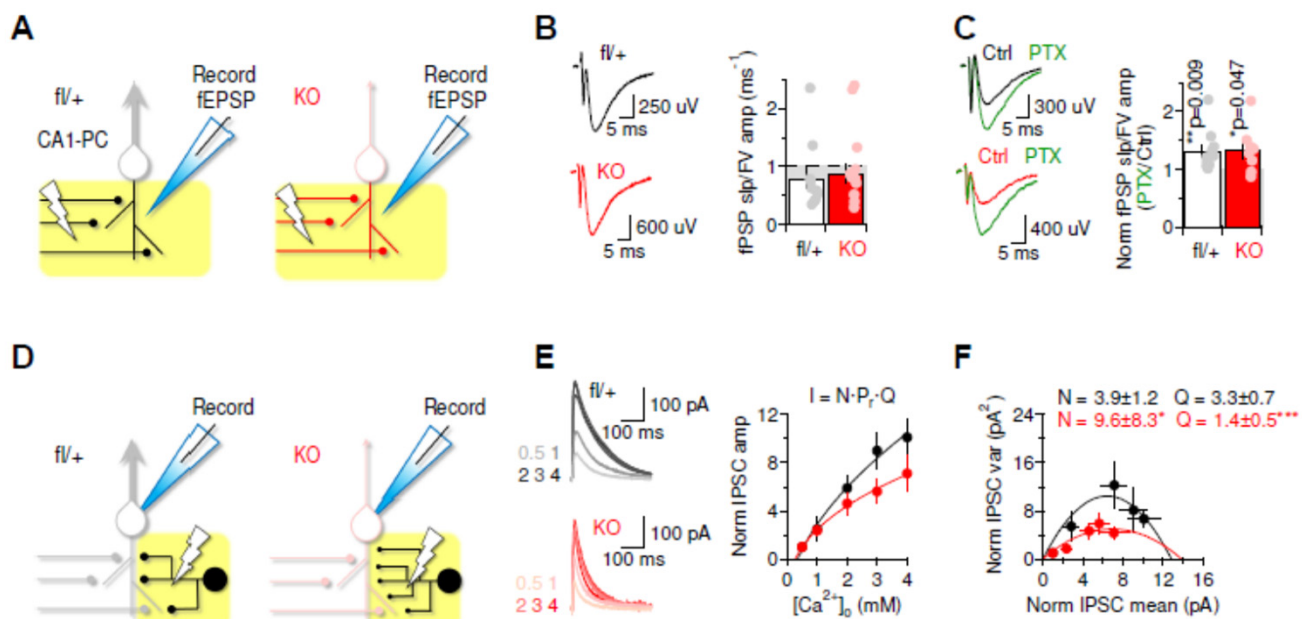 A
fl/+
CA1-PC
Record
fEPSP
KO
Record
fEPSP
B
fl/+
250 uV
5 ms
KO
600 uV
5 ms
fPSP slp/FV amp (ms⁻¹)
2
1
0
fl/+ KO
C
Ctrl PTX
300 uV
5 ms
Ctrl PTX
400 uV
5 ms
Norm fPSP slp/FV amp
(PTX/Ctrl)
2
1
0
**p=0.009
*p=0.047
fl/+ KO
D
fl/+
Record
KO
Record
E
fl/+
100 pA
100 ms
0.5 1
2 3 4
KO
100 pA
100 ms
0.5 1
2 3 4
I = N·Pr·Q
Norm IPSC amp
12
8
4
0
0 1 2 3 4
[Ca²⁺]o (mM)
F
N = 3.9±1.2 Q = 3.3±0.7
N = 9.6±8.3* Q = 1.4±0.5***
Norm IPSC var (pA²)
24
16
8
0
0 4 8 12 16
Norm IPSC mean (pA)